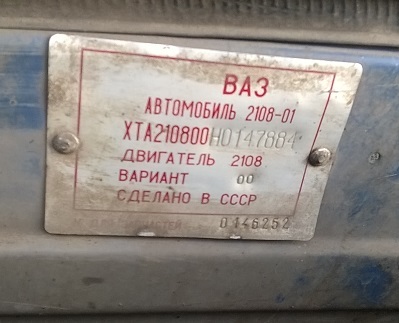 ВАЗ
АВТОМОБИЛЬ 2108-01
XTA210800H0147884
ДВИГАТЕЛЬ 2108
ВАРИАНТ 00
СДЕЛАНО В СССР
0146252